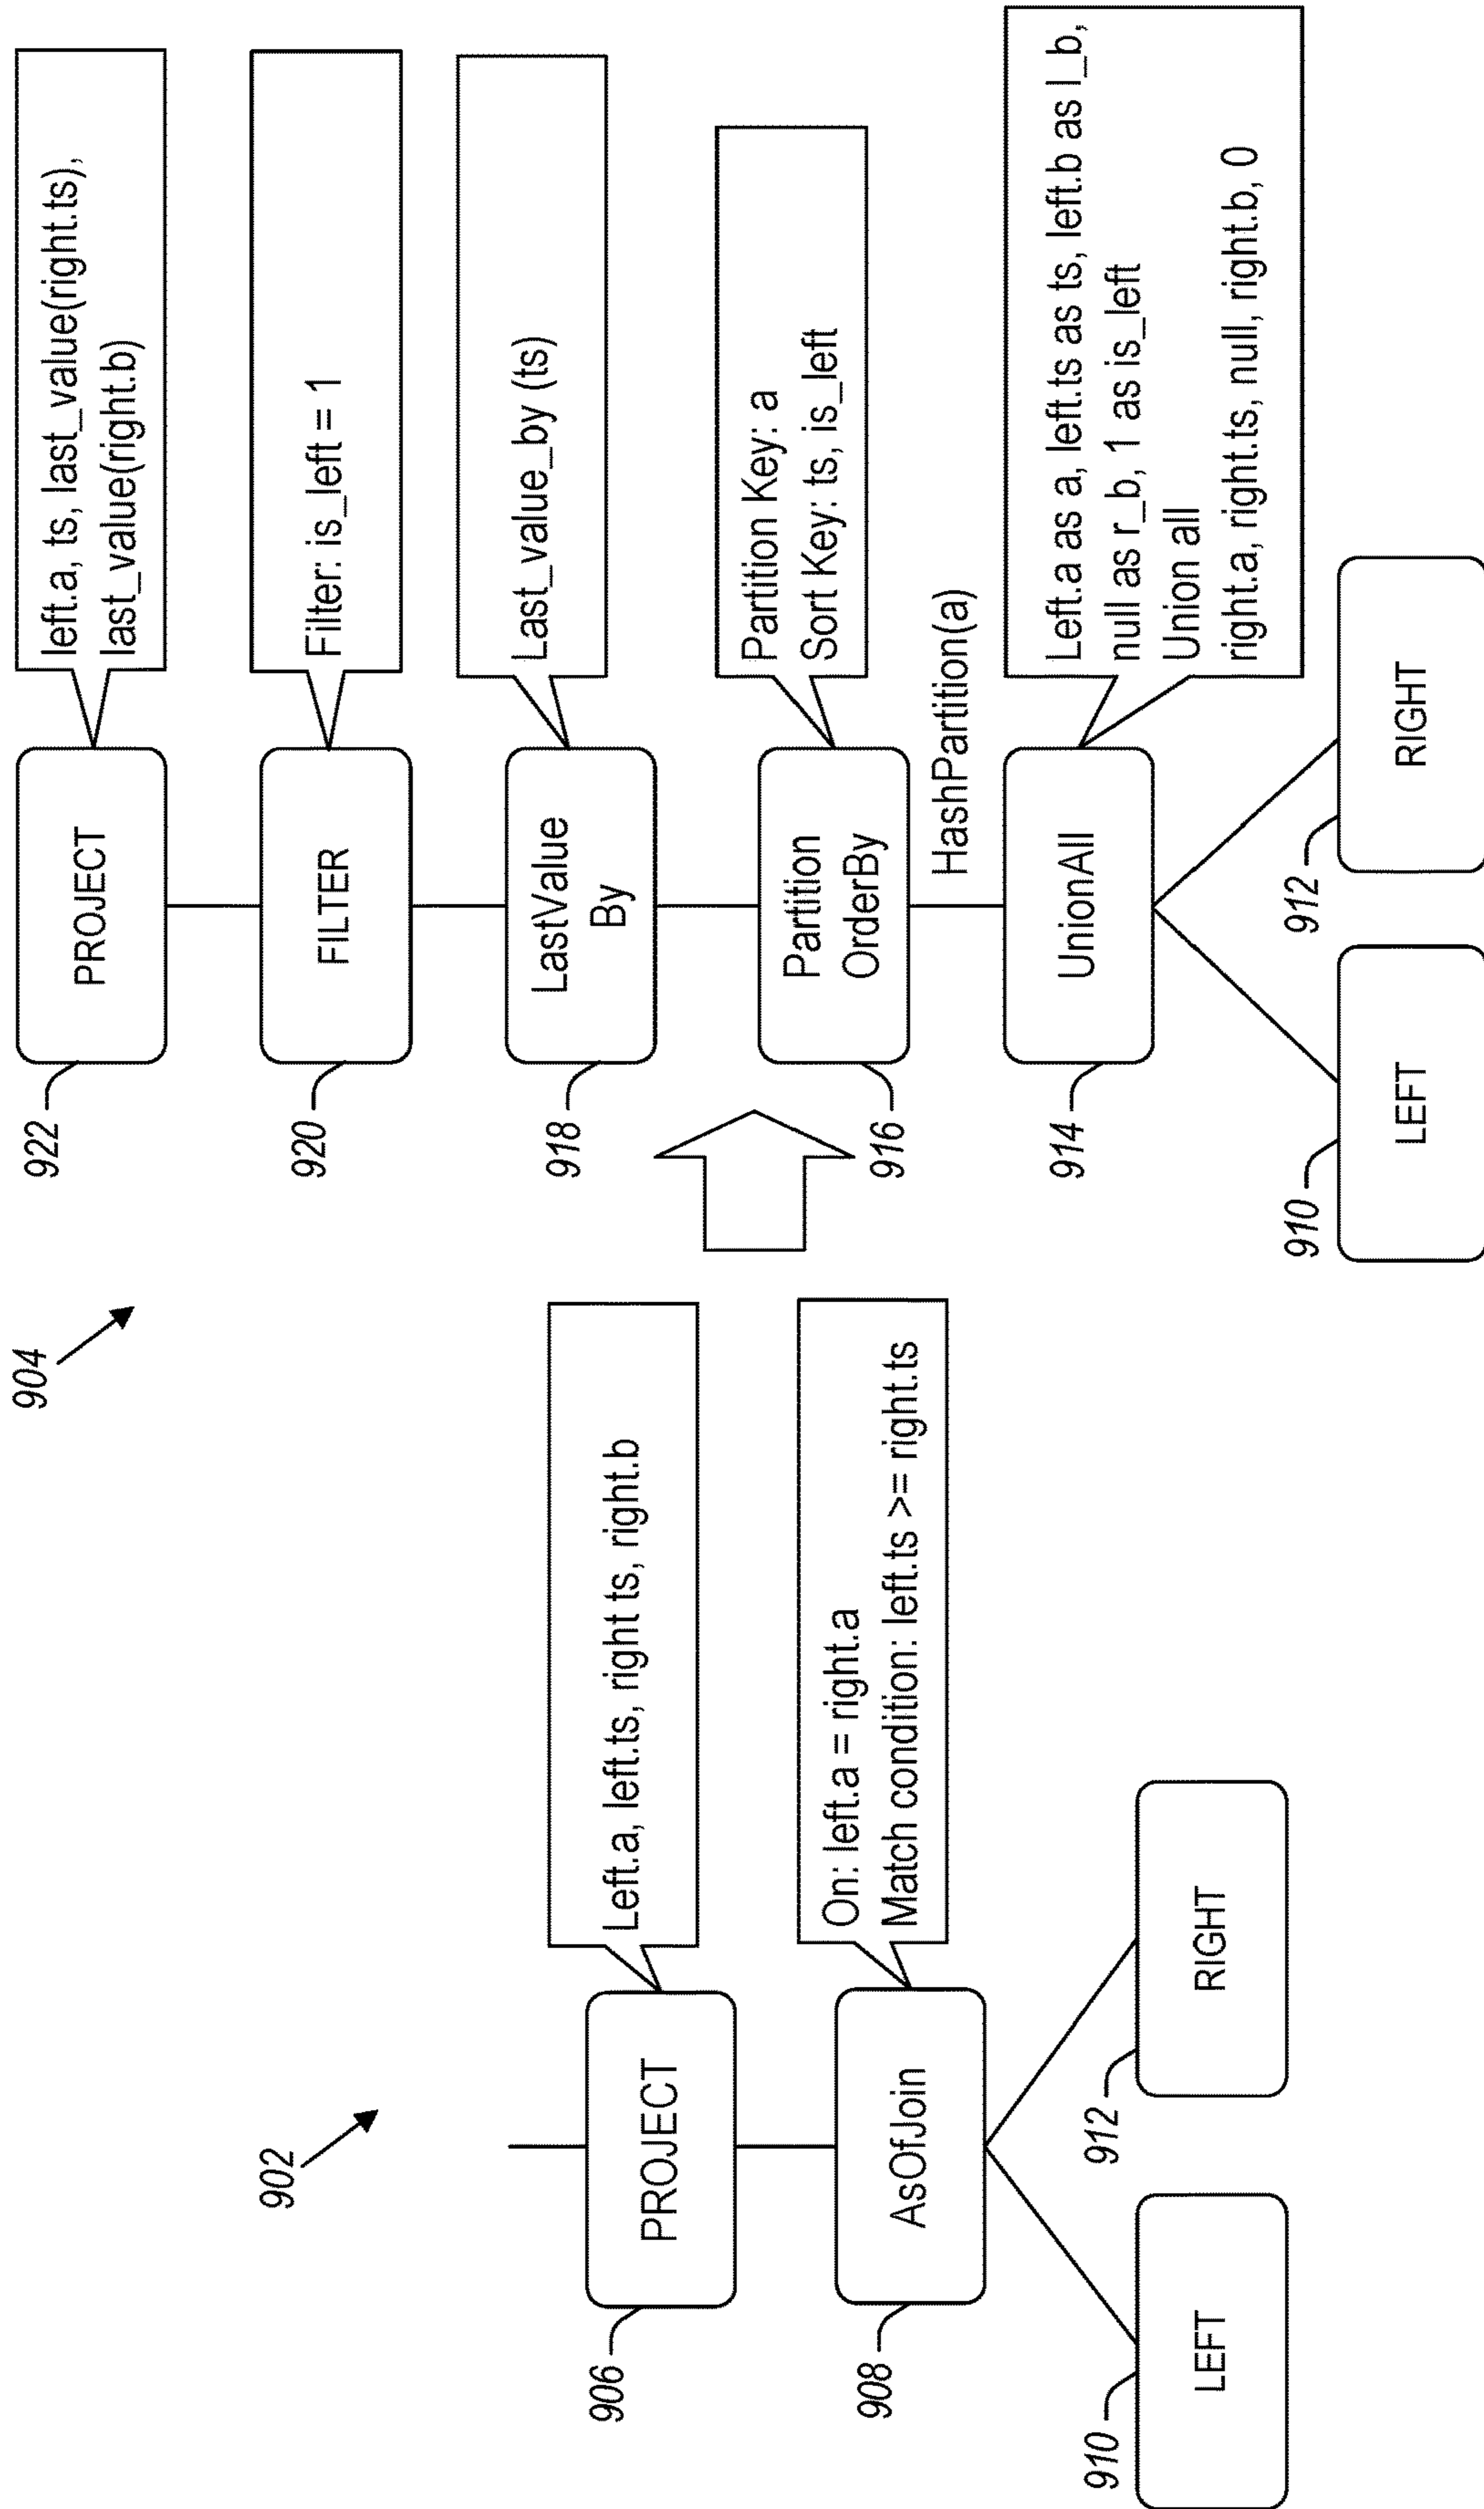 902
PROJECT
906
Left.a, left.ts, right ts, right.b
AsOfJoin
908
On: left.a = right.a
Match condition: left.ts >= right.ts
LEFT
910
RIGHT
912
904
PROJECT
922
left.a, ts, last_value(right.ts),
last_value(right.b)
FILTER
920
Filter: is_left = 1
LastValue
By
918
Last_value_by (ts)
Partition
OrderBy
916
Partition Key: a
Sort Key: ts, is_left
HashPartition(a)
UnionAll
914
Left.a as a, left.ts as ts, left.b as l_b,
null as r_b, 1 as is_left
Union all
right.a, right.ts, null, right.b, 0
LEFT
910
RIGHT
912